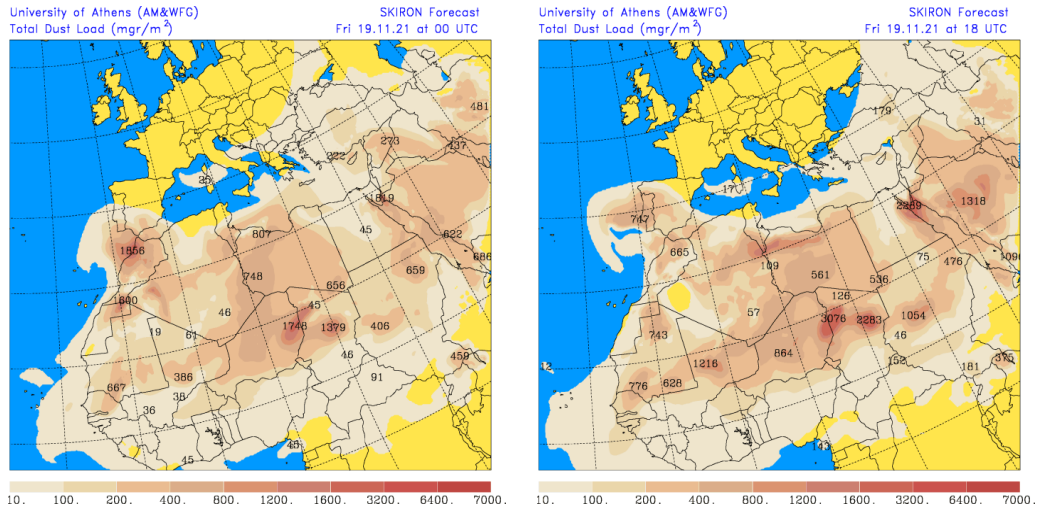 University of Athens (AM&WFG) SKIRON Forecast
Total Dust Load (mgr/m²) Fri 19.11.21 at 00 UTC
481
222 273 437
25
1819
45
807 622
1856 686
748 659
656
1600 45
46
19 61 1748 1379 406
46 459
386 91
667 38
36
45
45
10. 100. 200. 400. 800. 1200. 1600. 3200. 6400. 7000.
University of Athens (AM&WFG) SKIRON Forecast
Total Dust Load (mgr/m²) Fri 19.11.21 at 18 UTC
179
31
17
1318
747
665 75 476
109
561 536
126
57 3076 2283 1054
743 46
864
1216 152 375
776 628 181
12
10. 100. 200. 400. 800. 1200. 1600. 3200. 6400. 7000.